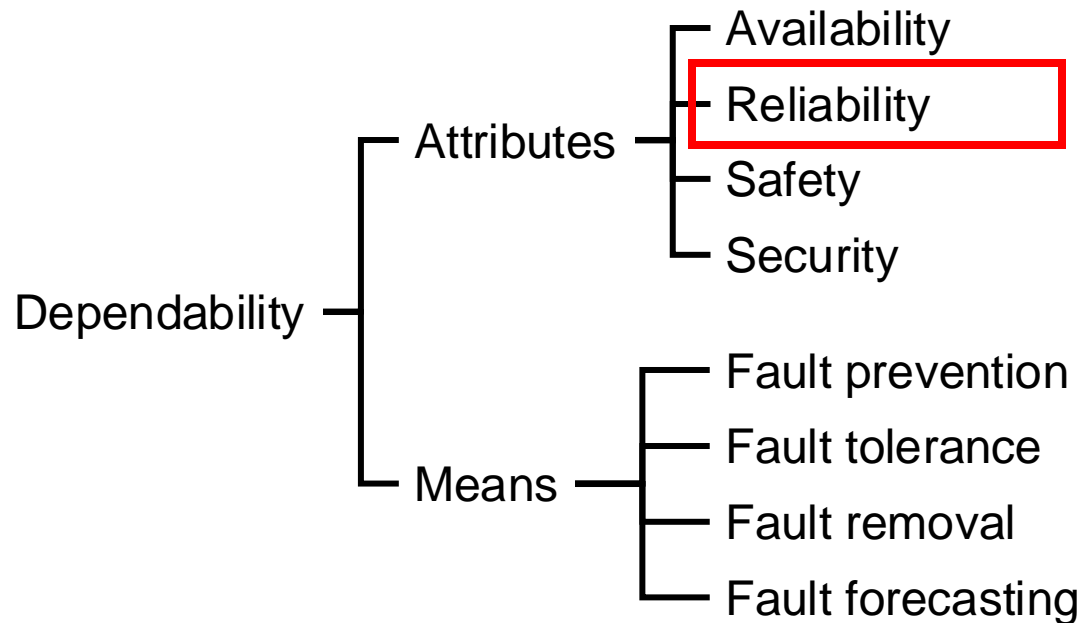 Availability
Reliability
Attributes
Safety
Security
Dependability
Fault prevention
Fault tolerance
Means
Fault removal
Fault forecasting